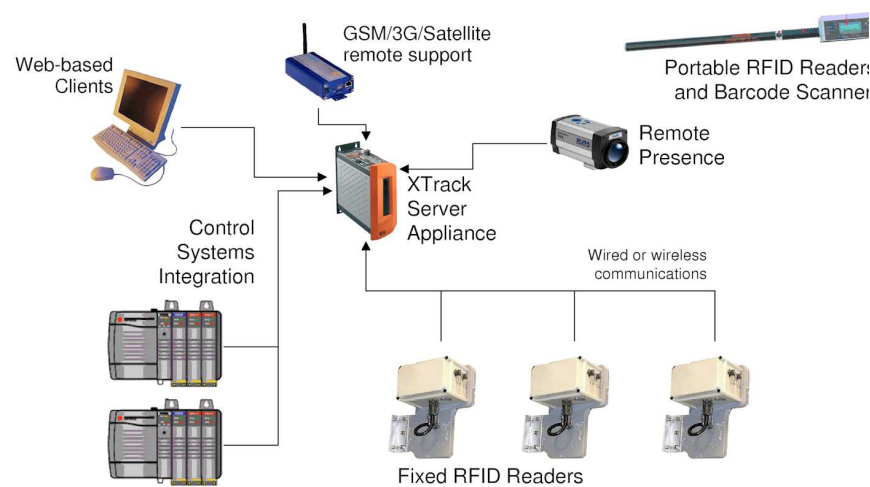 GSM/3G/Satellite
remote support
Web-based
Clients
Portable RFID Readers
and Barcode Scanner
Remote
Presence
XTrack
Server
Appliance
Control
Systems
Integration
Wired or wireless
communications
Fixed RFID Readers